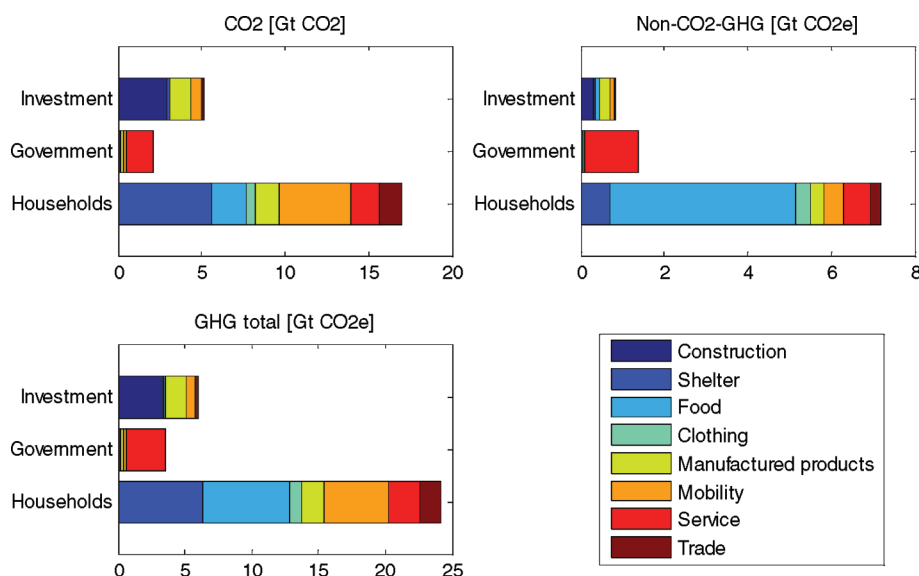 CO2 [Gt CO2]
Investment
Government
Households
0 5 10 15 20
Non-CO2-GHG [Gt CO2e]
Investment
Government
Households
0 2 4 6 8
GHG total [Gt CO2e]
Investment
Government
Households
0 5 10 15 20 25
Construction
Shelter
Food
Clothing
Manufactured products
Mobility
Service
Trade